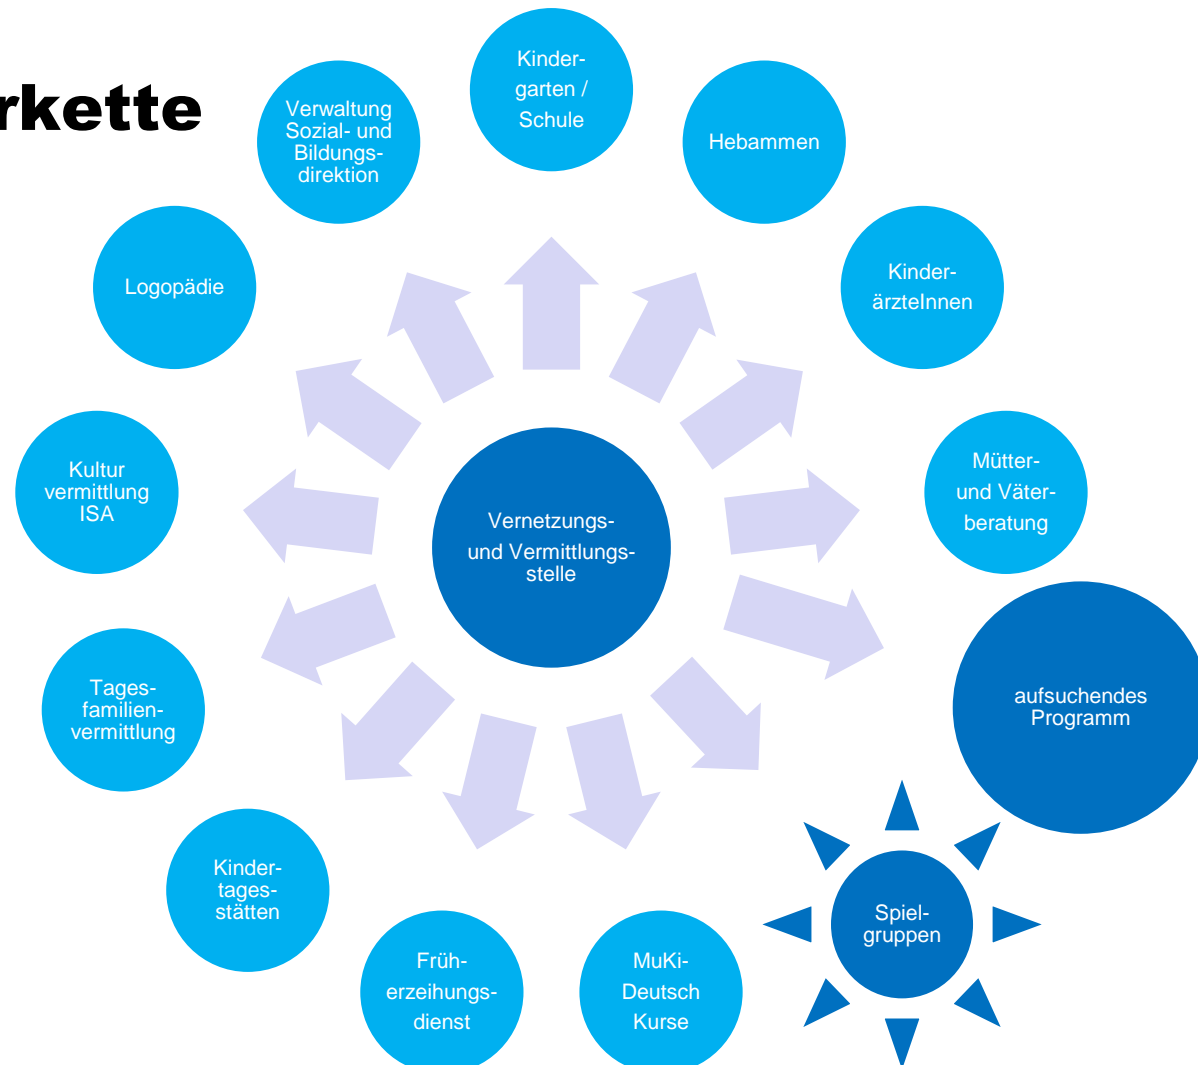 rkette
Kinder-
garten /
Schule
Verwaltung
Sozial- und
Bildungs-
direktion
Hebammen
Logopädie
Kinder-
ärzteInnen
Kultur
vermittlung
ISA
Mütter-
und Väter-
beratung
Vernetzungs-
und Vermittlungs-
stelle
Tages-
familien-
vermittlung
aufsuchendes
Programm
Kinder-
tages-
stätten
Spiel-
gruppen
Früh-
erzeihungs-
dienst
MuKi-
Deutsch
Kurse